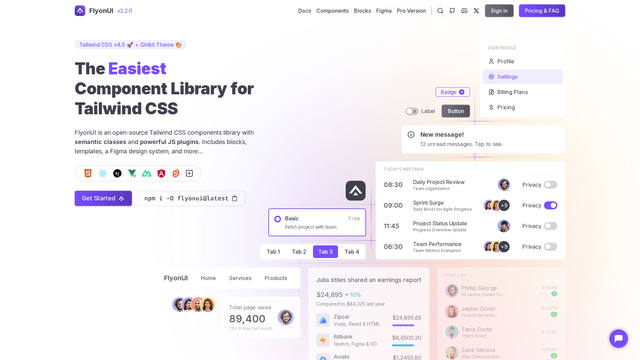 FlyonUI v2.2.0
Docs Components Blocks Figma Pro Version
Sign in Pricing & FAQ
Tailwind CSS v4.0 🚀 + Ghibli Theme 🎨
The Easiest
Component Library for
Tailwind CSS
FlyonUI is an open-source Tailwind CSS components library with
semantic classes and powerful JS plugins. Includes blocks,
templates, a Figma design system, and more...
Get Started
npm i -D flyonui@latest
USER PROFILE
Profile
Settings
Billing Plans
Pricing
Badge
Label
Button
New message!
12 unread messages. Tap to see.
TODAY'S MEETINGS
08:30 Daily Project Review Privacy
Team organisation
09:00 Sprint Surge +9 Privacy
Daily Boost for Agile Progress
11:45 Project Status Update Privacy
Progress Overview Update
06:30 Team Performance +9 Privacy
Team Metrics Evaluation
Basic Free
Fetch project with team.
Tab 1 Tab 2 Tab 3 Tab 4
FlyonUI Home Services Products
Total page views
89,400
21% ↑ than last month
Julia stiles shared an earnings report
$24,895 10%
Compared to $84,325 last year
Zipcar $24,895.65
Vuejs, React & HTML
Bitbank $8,6500.20
Sketch, Figma & XD
Aviato $1,2450.80
CHAT LIST
Phillip George
Jaylon Donin
Tiana Curtis
Zaire Vetrovs